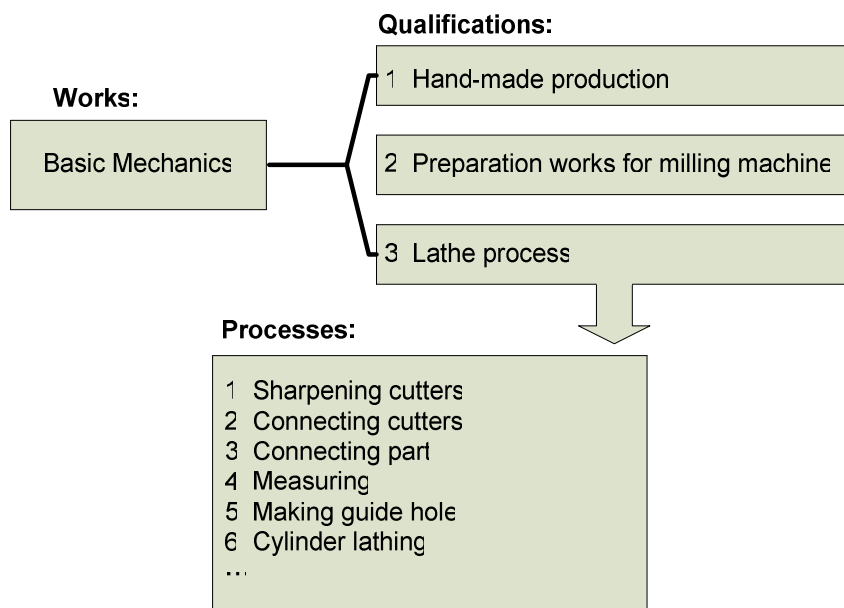 Qualifications:
1 Hand-made production
Works:
Basic Mechanics
2 Preparation works for milling machine
3 Lathe process
Processes:
1 Sharpening cutters
2 Connecting cutters
3 Connecting part
4 Measuring
5 Making guide hole
6 Cylinder lathing
...